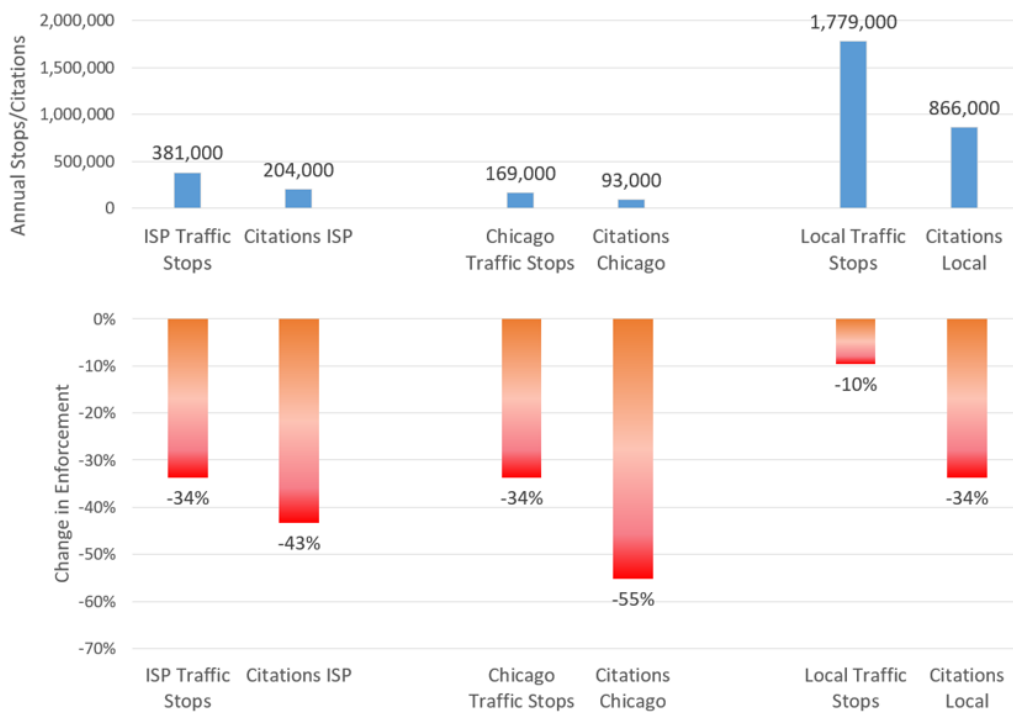 Annual Stops/Citations
2,000,000
1,500,000
1,000,000
500,000
0
381,000
204,000
169,000
93,000
1,779,000
866,000
ISP Traffic
Stops
Citations ISP
Chicago
Traffic Stops
Citations
Chicago
Local Traffic
Stops
Citations
Local
Change in Enforcement
0%
-10%
-20%
-30%
-40%
-50%
-60%
-70%
-34%
-43%
-34%
-55%
-10%
-34%
ISP Traffic
Stops
Citations ISP
Chicago
Traffic Stops
Citations
Chicago
Local Traffic
Stops
Citations
Local